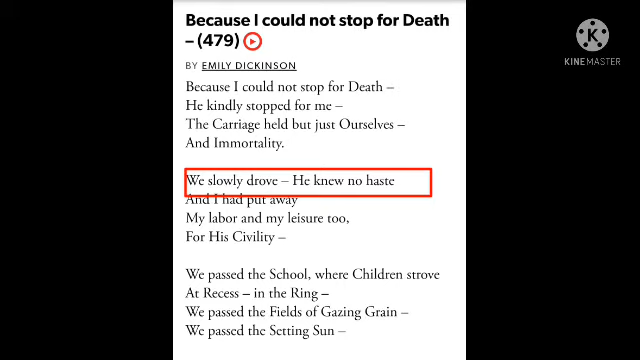 Because I could not stop for Death
– (479)
BY EMILY DICKINSON
Because I could not stop for Death –
He kindly stopped for me –
The Carriage held but just Ourselves –
And Immortality.
We slowly drove – He knew no haste
And I had put away
My labor and my leisure too,
For His Civility –
We passed the School, where Children strove
At Recess – in the Ring –
We passed the Fields of Gazing Grain –
We passed the Setting Sun –
K
KINEMASTER